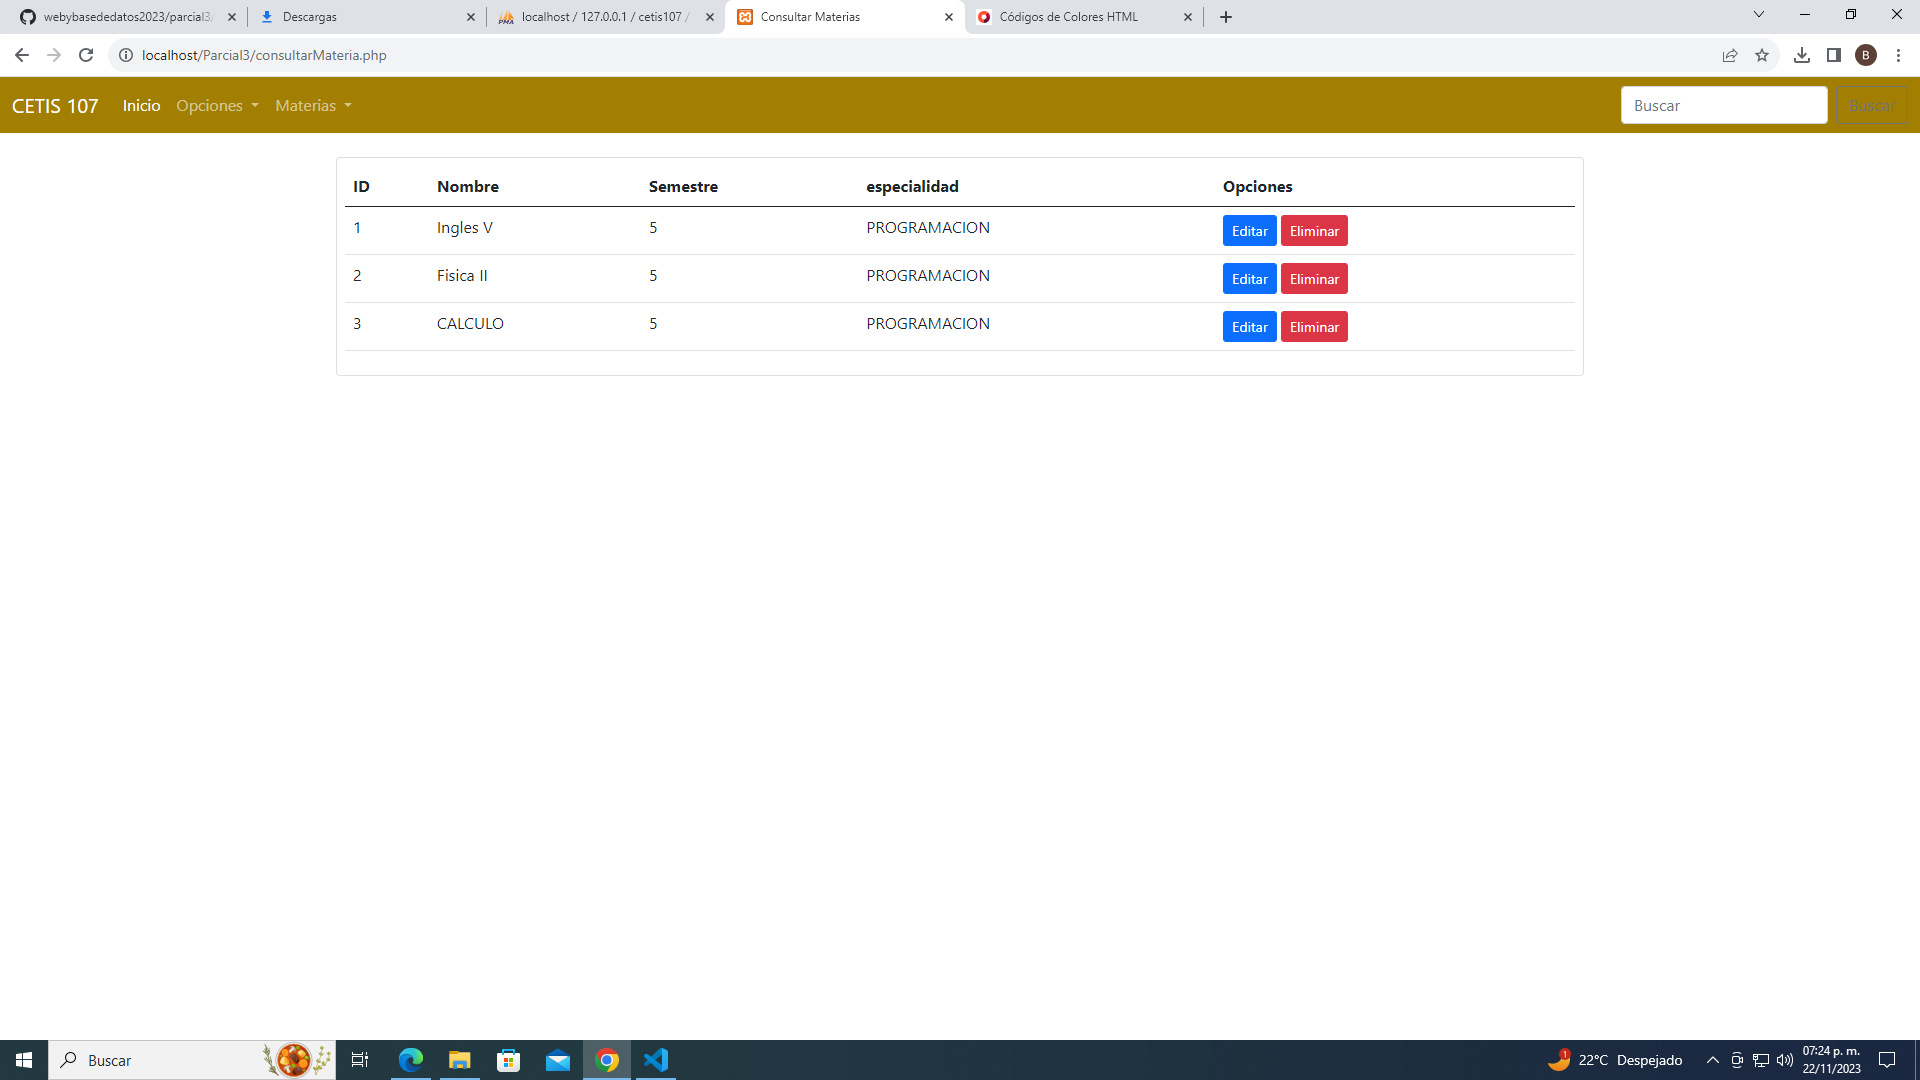 webybasededatos2023/parcial3/
Descargas
localhost / 127.0.0.1 / cetis107 /
Consultar Materias
Códigos de Colores HTML
localhost/Parcial3/consultarMateria.php
B
CETIS 107 Inicio Opciones Materias
Buscar
Buscar
ID Nombre Semestre especialidad Opciones
1 Ingles V 5 PROGRAMACION Editar Eliminar
2 Fisica II 5 PROGRAMACION Editar Eliminar
3 CALCULO 5 PROGRAMACION Editar Eliminar
Buscar
1
22°C Despejado
07:24 p. m.
22/11/2023